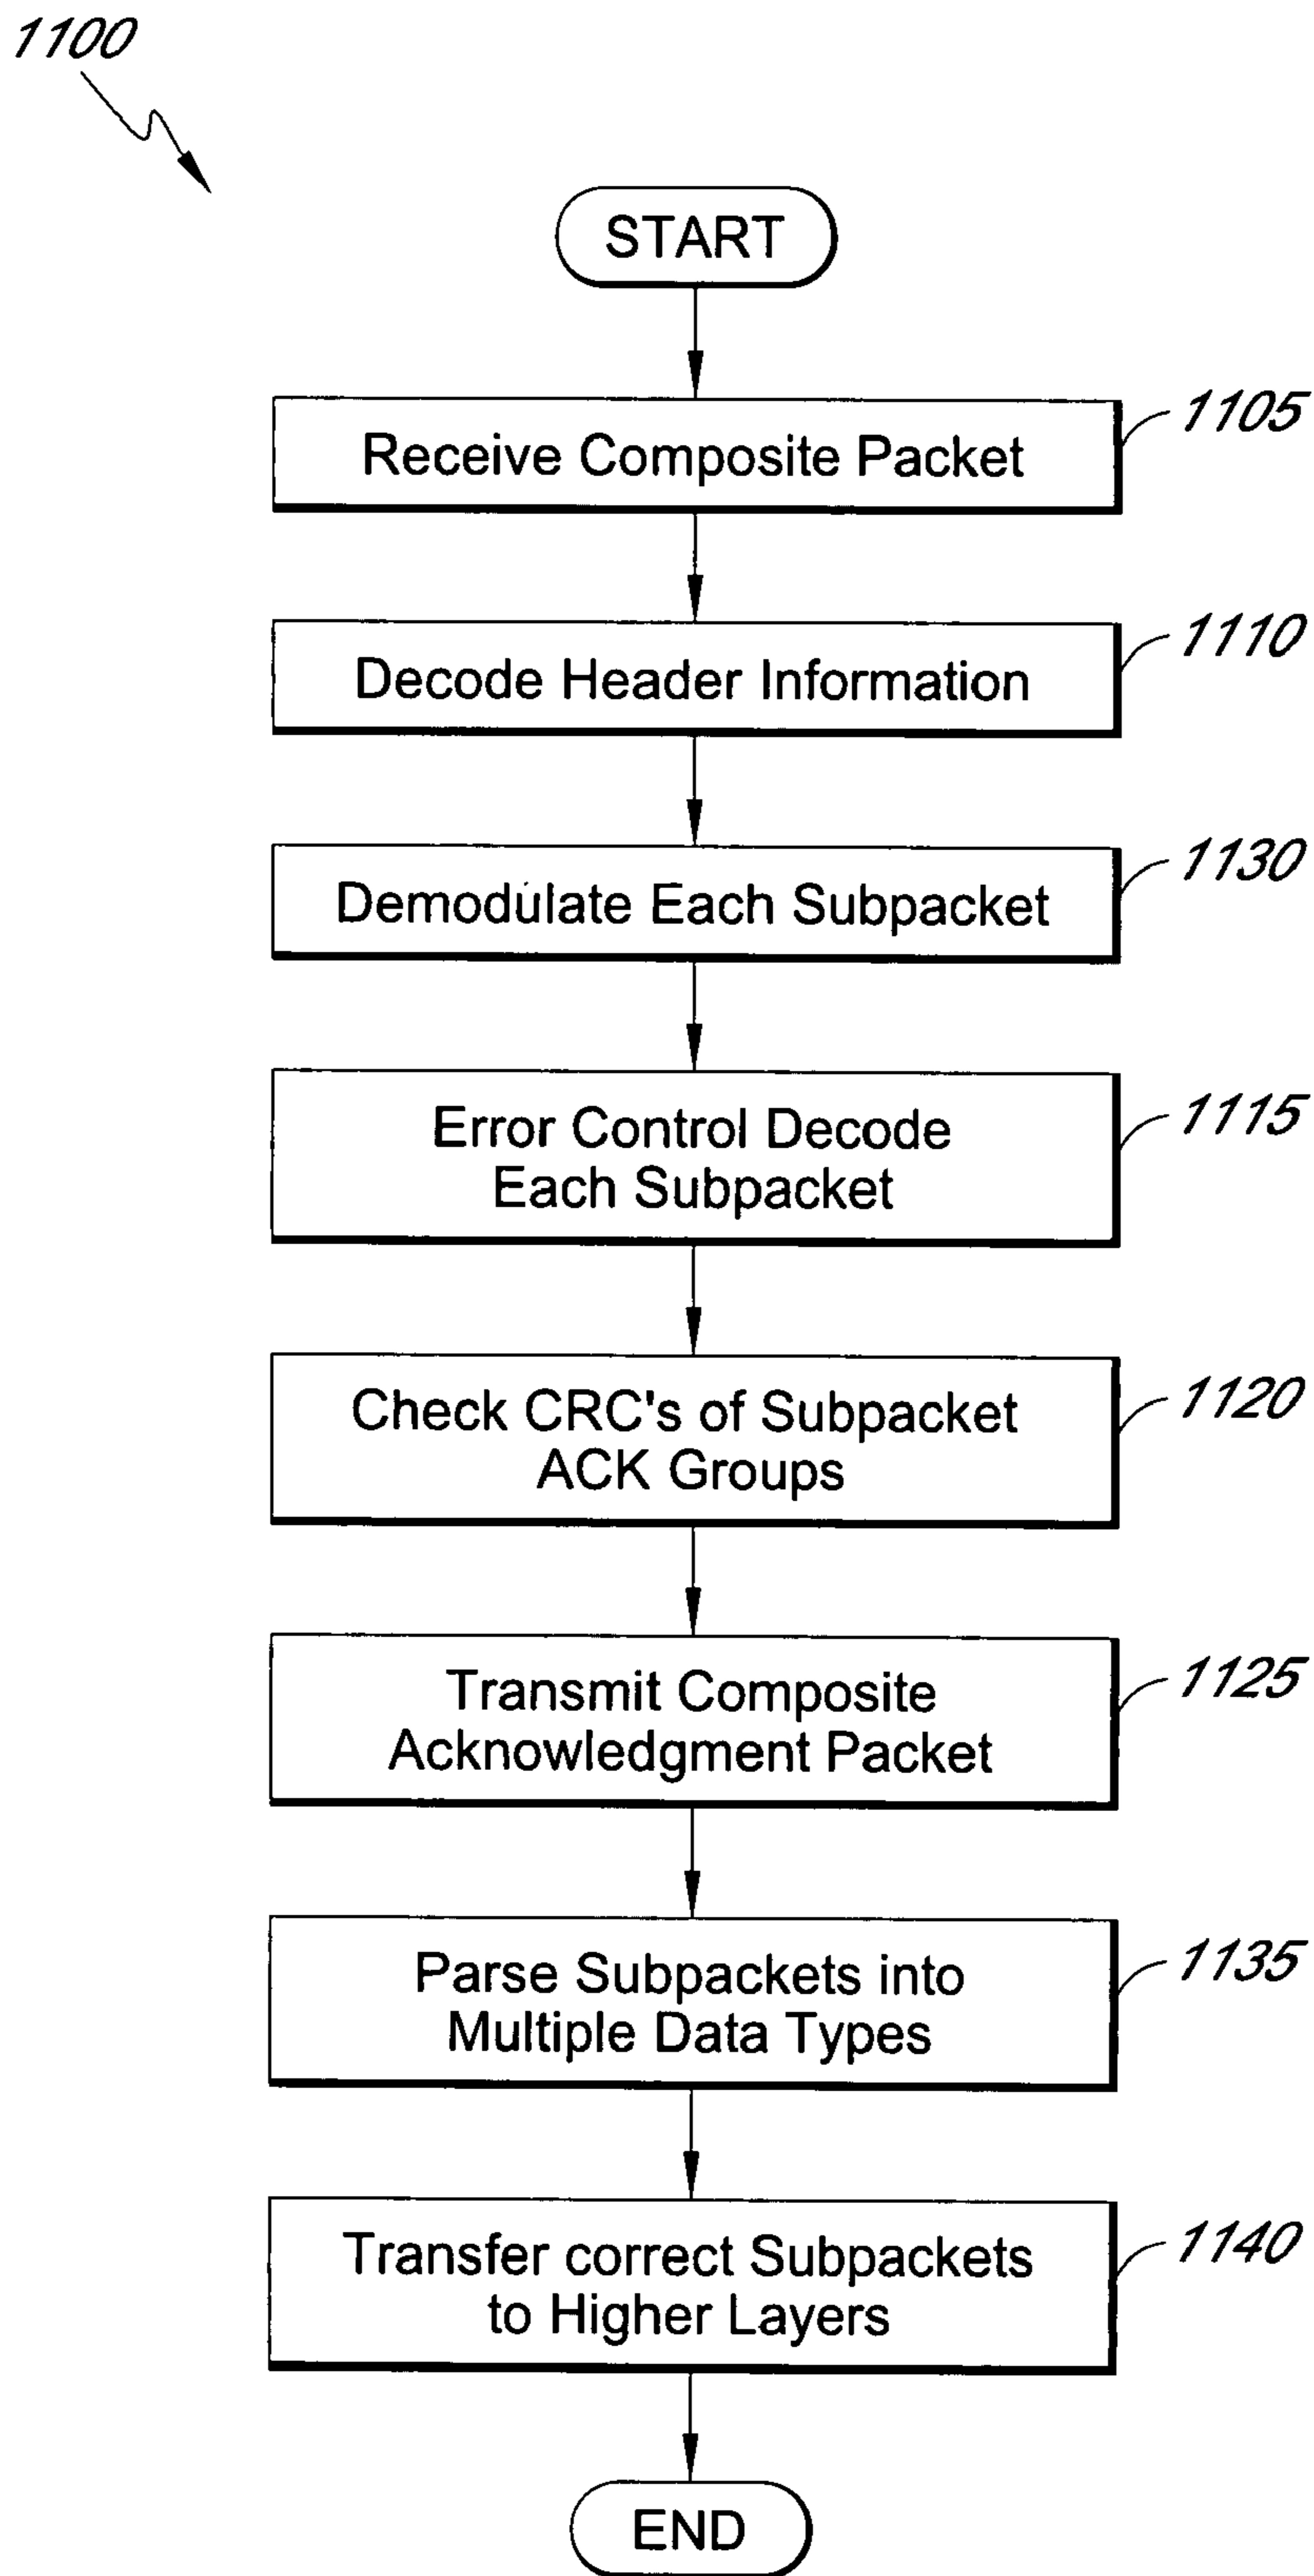 1100
START
Receive Composite Packet
1105
Decode Header Information
1110
Demodulate Each Subpacket
1130
Error Control Decode
Each Subpacket
1115
Check CRC's of Subpacket
ACK Groups
1120
Transmit Composite
Acknowledgment Packet
1125
Parse Subpackets into
Multiple Data Types
1135
Transfer correct Subpackets
to Higher Layers
1140
END